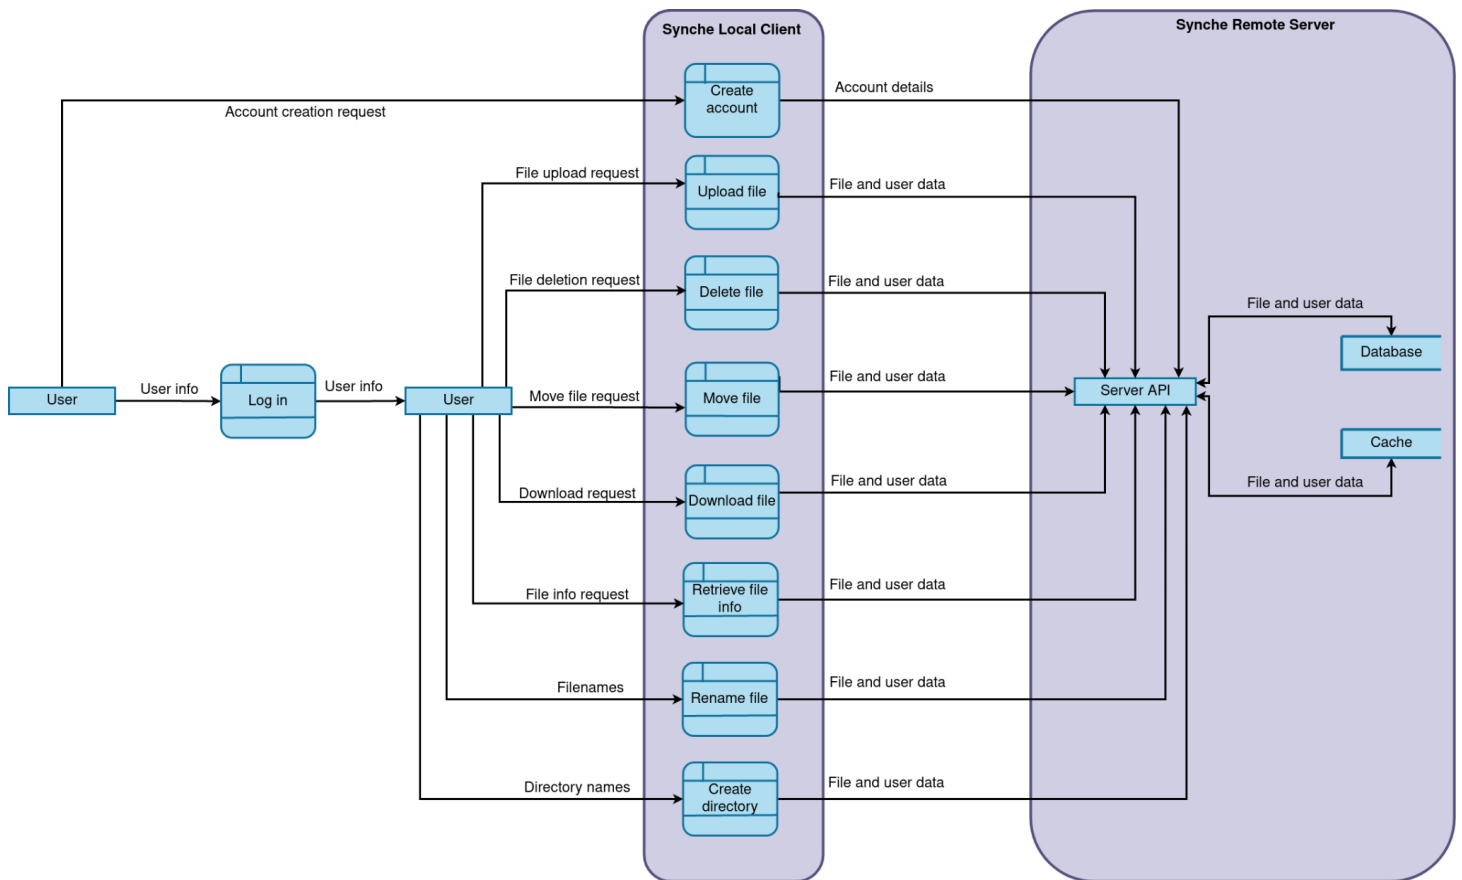 Synche Local Client
Synche Remote Server
Create
account
Account details
Account creation request
File upload request
Upload file
File and user data
File deletion request
Delete file
File and user data
File and user data
Database
User
User info
Log in
User info
User
Move file request
Move file
File and user data
Server API
Cache
File and user data
Download request
Download file
File and user data
File info request
Retrieve file
info
File and user data
Filenames
Rename file
File and user data
Directory names
Create
directory
File and user data